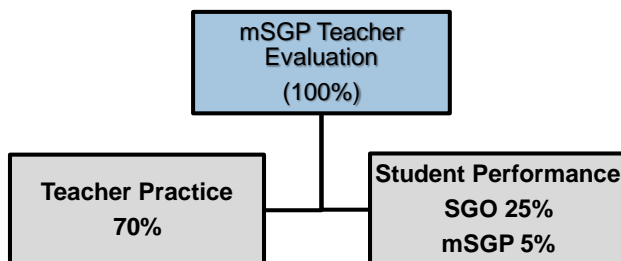 mSGP Teacher
Evaluation
(100%)
Teacher Practice
70%
Student Performance
SGO 25%
mSGP 5%